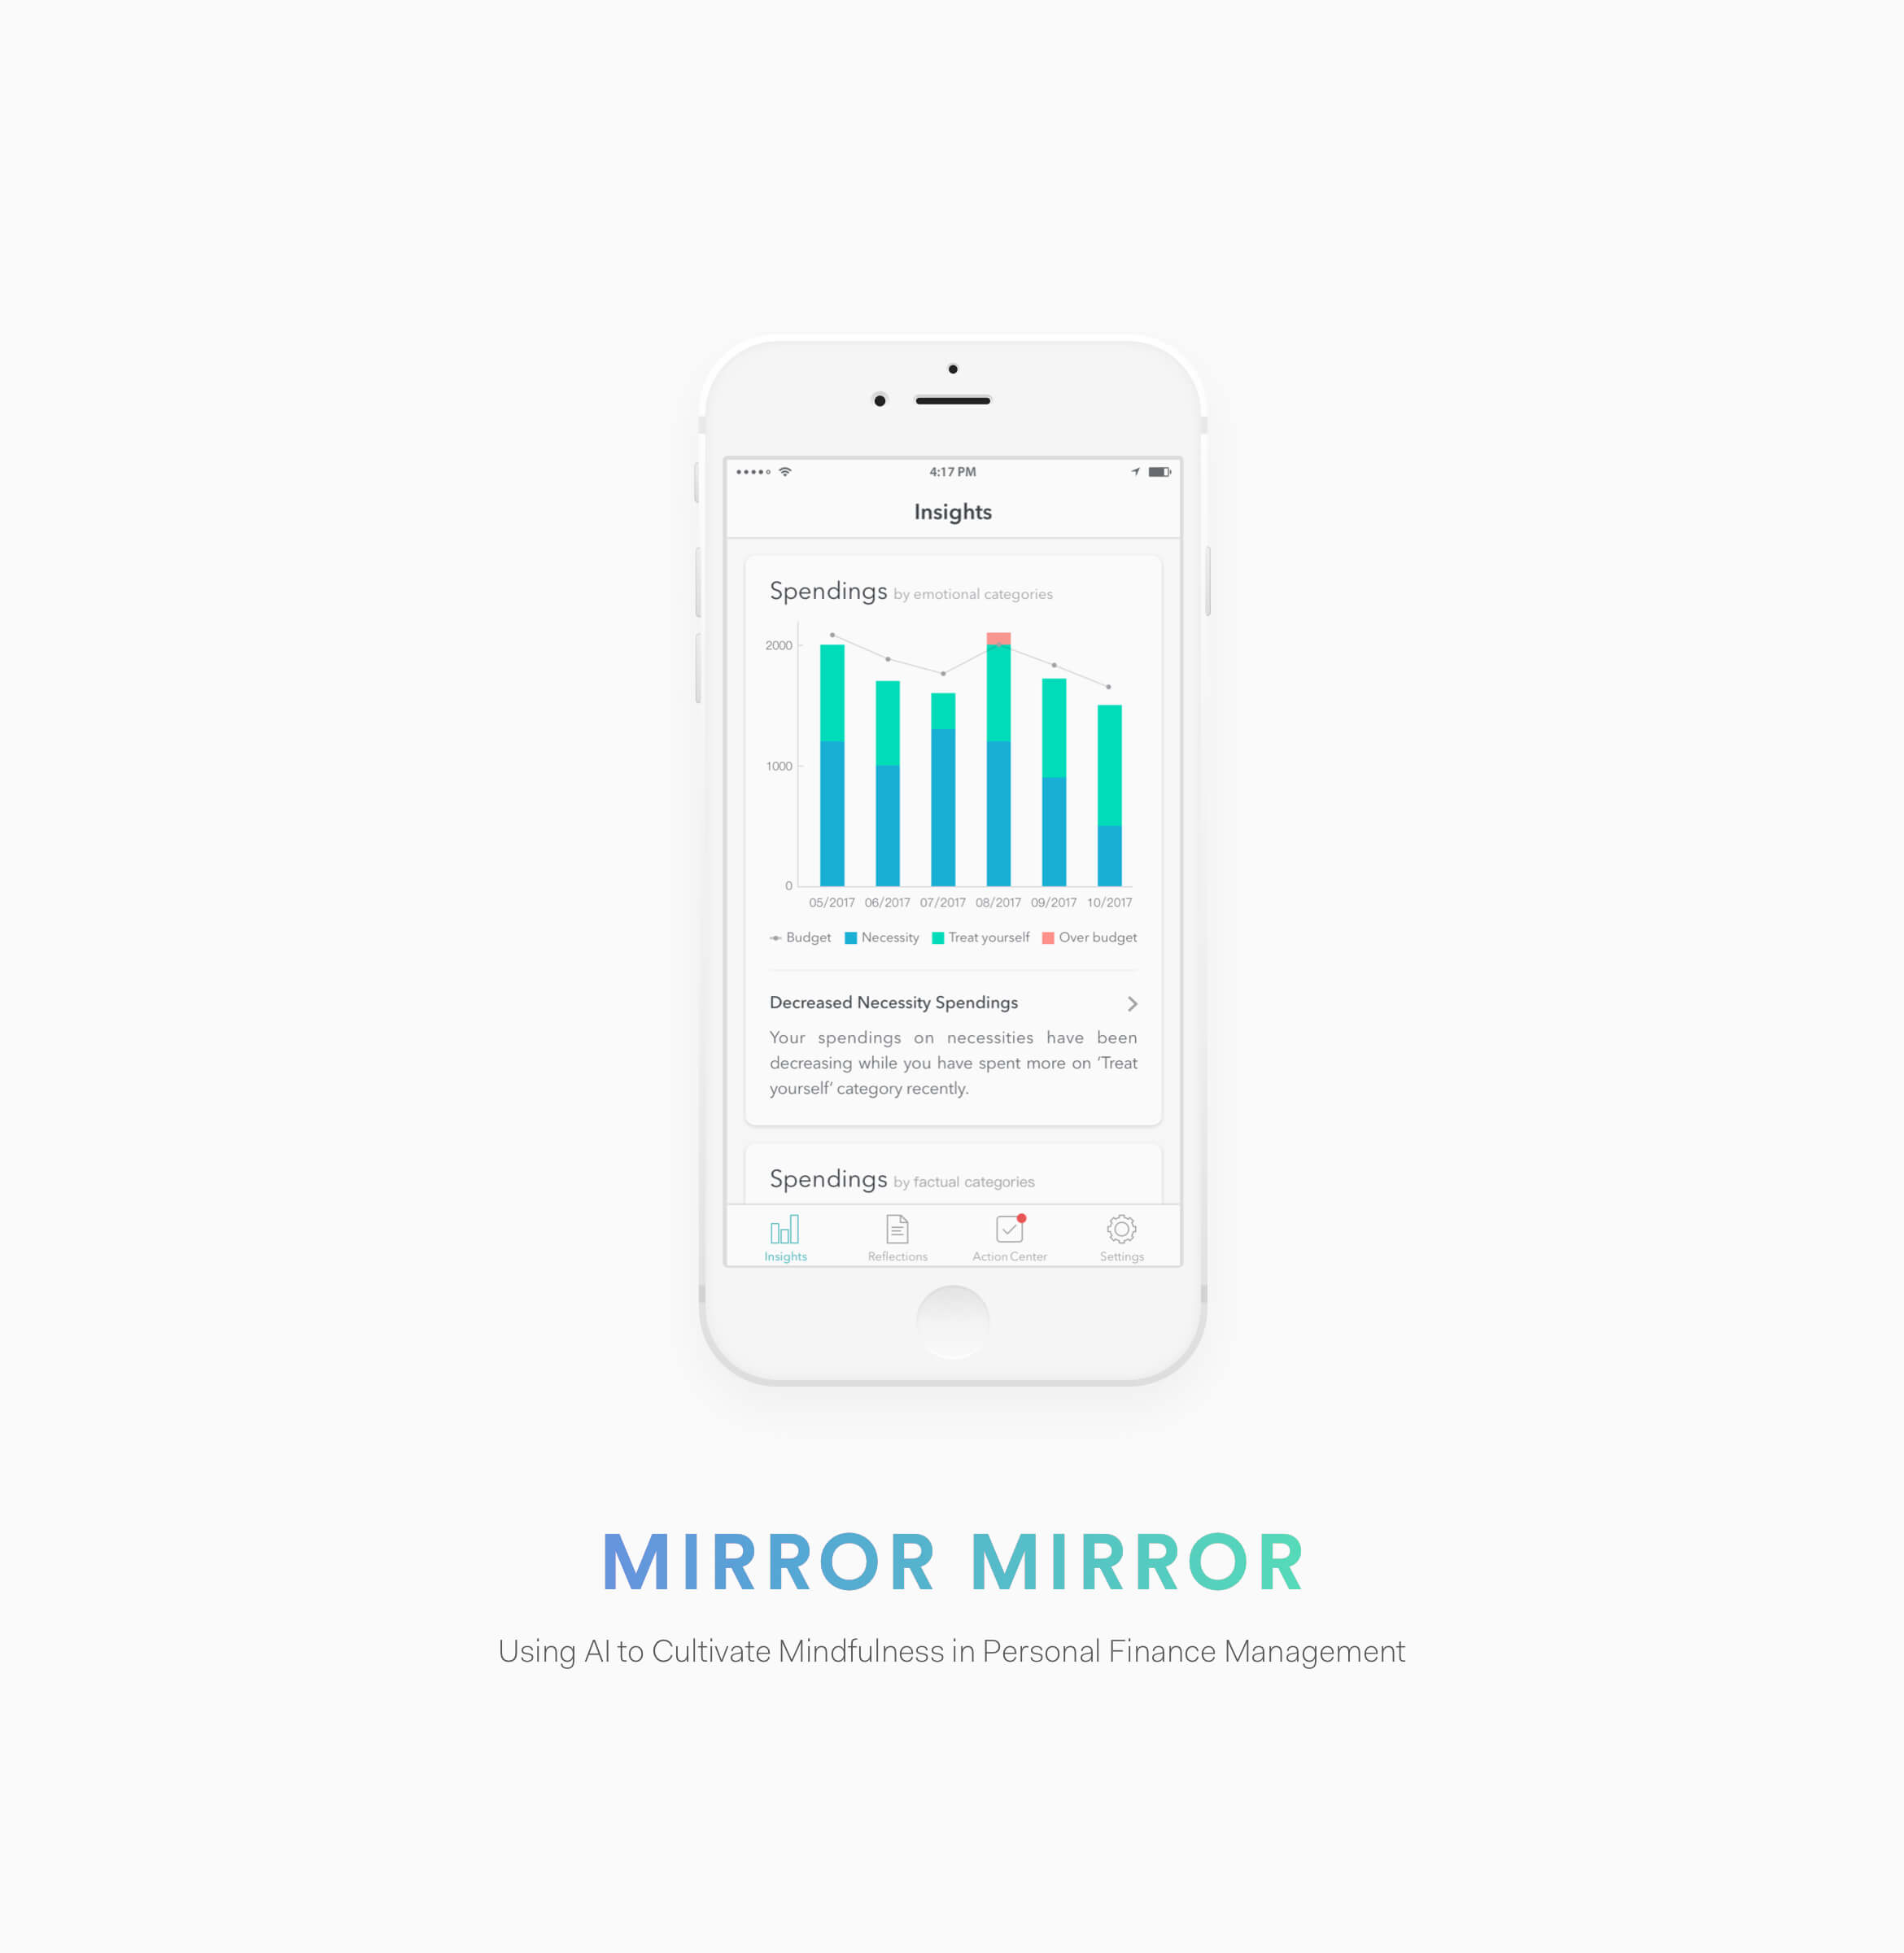 4:17 PM
Insights
Spendings by emotional categories
2000
1000
0
05/2017 06/2017 07/2017 08/2017 09/2017 10/2017
Budget Necessity Treat yourself Over budget
Decreased Necessity Spendings
Your spendings on necessities have been
decreasing while you have spent more on ‘Treat
yourself’ category recently.
Spendings by factual categories
Insights Reflections Action Center Settings
MIRROR MIRROR
Using AI to Cultivate Mindfulness in Personal Finance Management